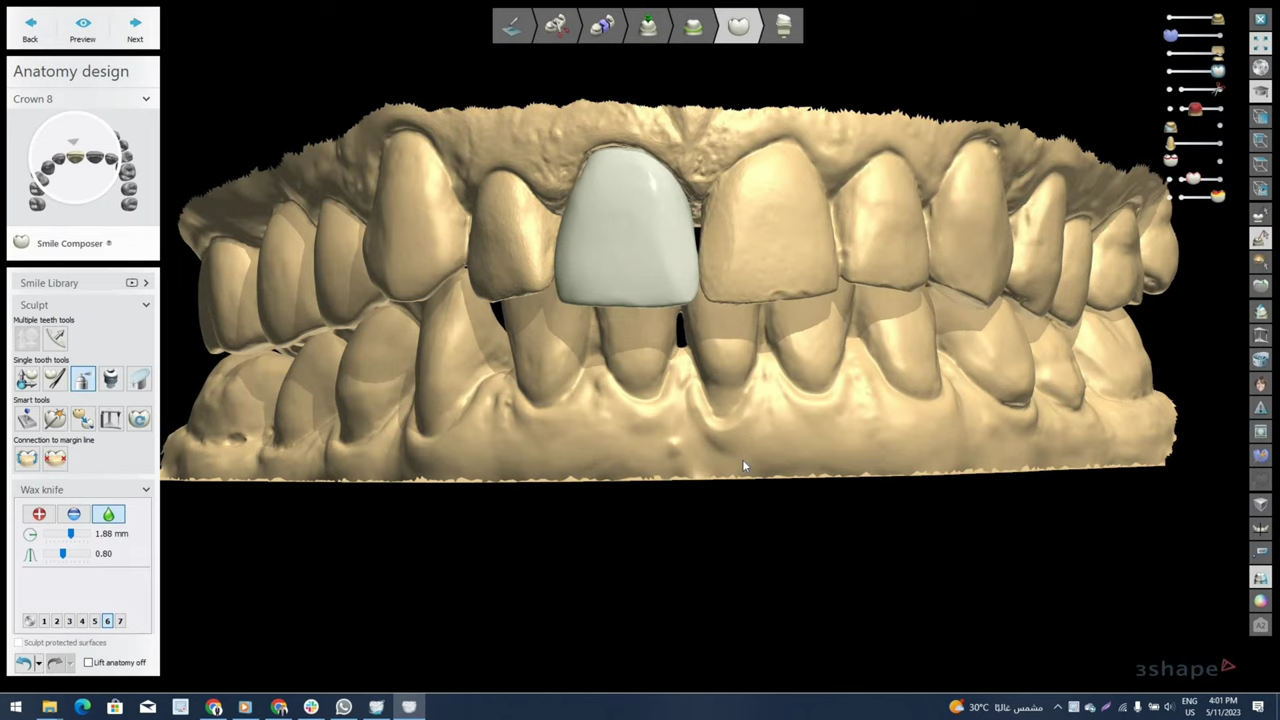 Back
Preview
Next
Anatomy design
Crown 8
Smile Composer ®
Smile Library
Sculpt
Multiple teeth tools
Single tooth tools
Smart tools
Connection to margin line
Wax knife
1.88 mm
0.80
1 2 3 4 5 6 7
Sculpt protected surfaces
Lift anatomy off
A2
3shape
30°C مشمس غالبًا
ENG
US
4:01 PM
5/11/2023